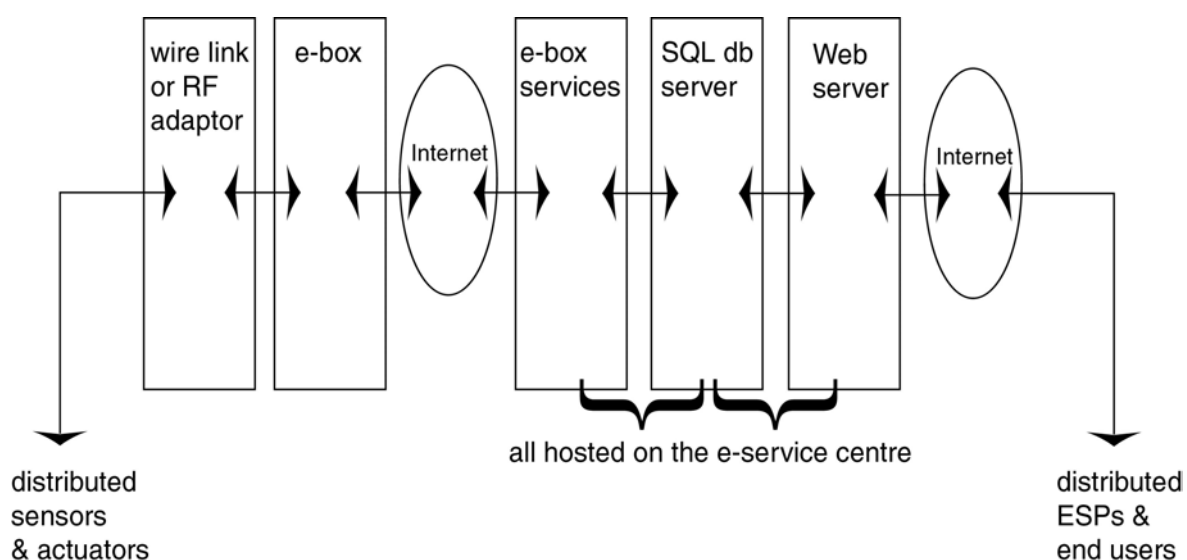 wire link
or RF
adaptor
e-box
Internet
e-box
services
SQL db
server
Web
server
Internet
all hosted on the e-service centre
distributed
sensors
& actuators
distributed
ESPs &
end users